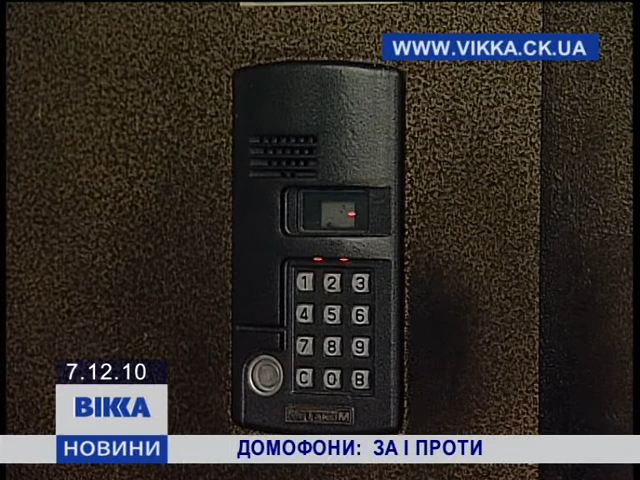 WWW.VIKKA.CK.UA
1 2 3
4 5 6
7 8 9
C 0 B
7.12.10
ВІККА
НОВИНИ
ДОМОФОНИ: ЗА І ПРОТИ